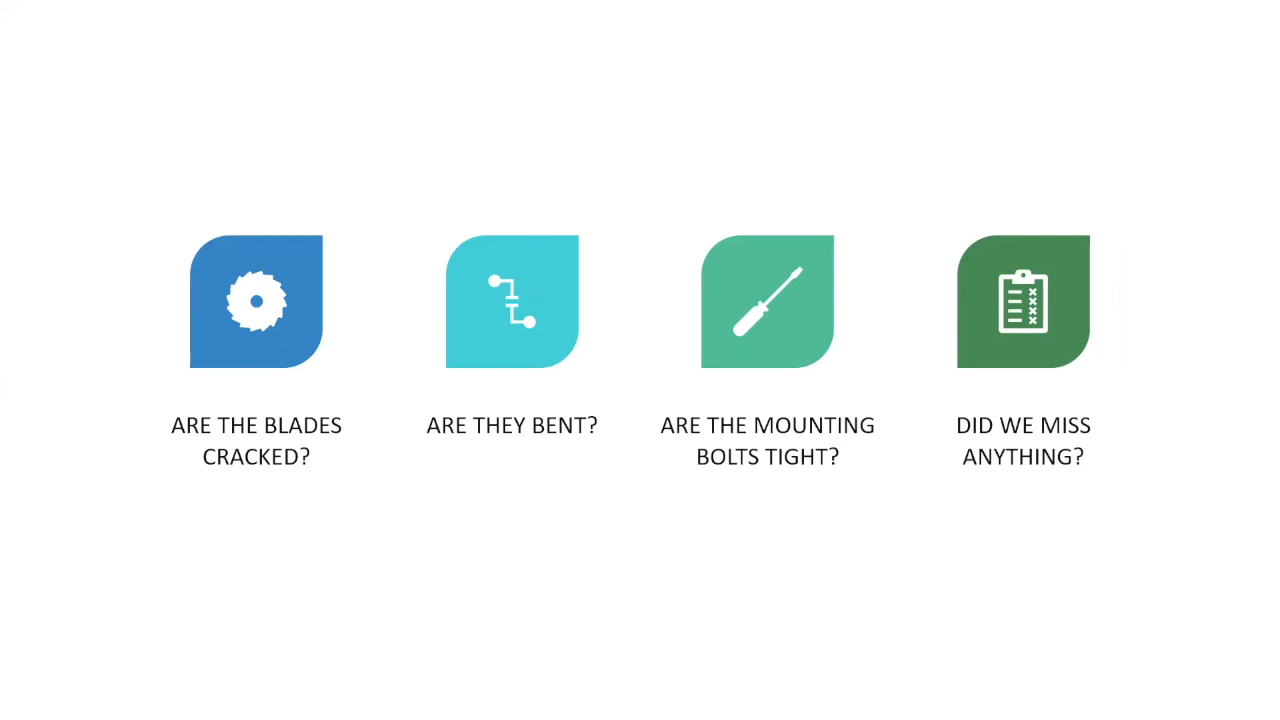 ARE THE BLADES
CRACKED?
ARE THEY BENT?
ARE THE MOUNTING
BOLTS TIGHT?
DID WE MISS
ANYTHING?